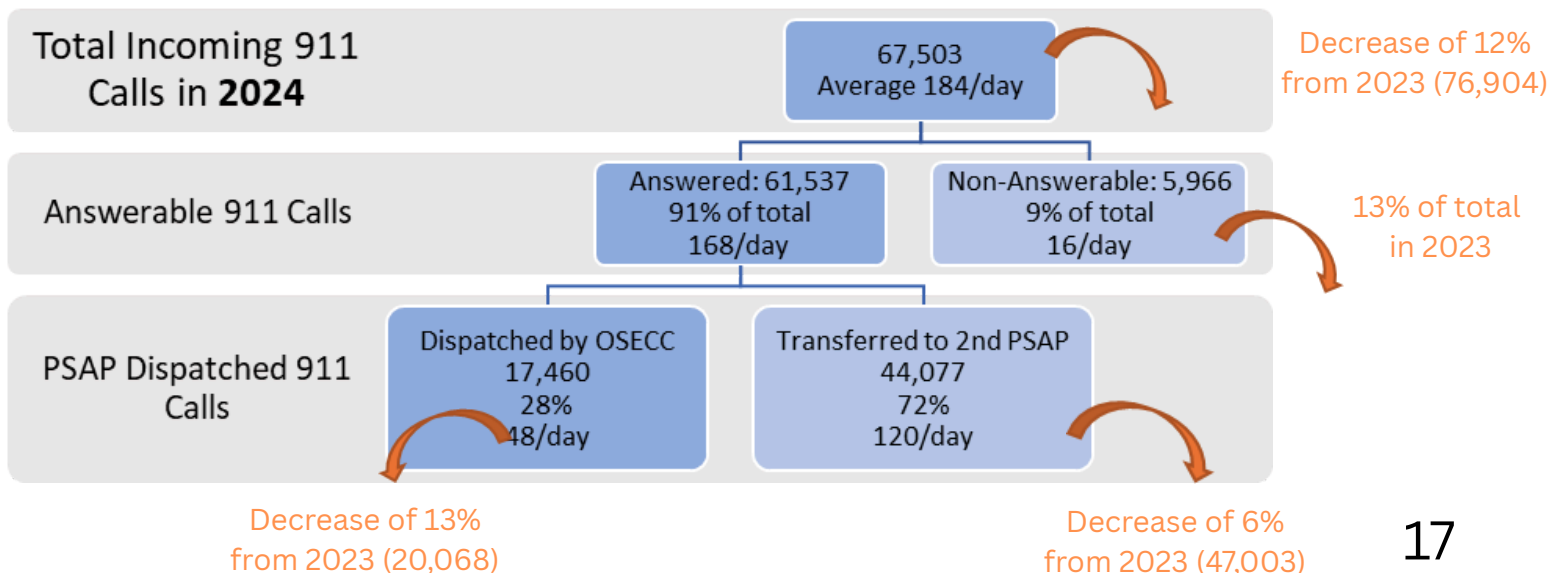 Total Incoming 911
Calls in 2024
67,503
Average 184/day
Decrease of 12%
from 2023 (76,904)
Answerable 911 Calls
Answered: 61,537
91% of total
168/day
Non-Answerable: 5,966
9% of total
16/day
13% of total
in 2023
PSAP Dispatched 911
Calls
Dispatched by OSECC
17,460
28%
48/day
Transferred to 2nd PSAP
44,077
72%
120/day
Decrease of 13%
from 2023 (20,068)
Decrease of 6%
from 2023 (47,003)
17